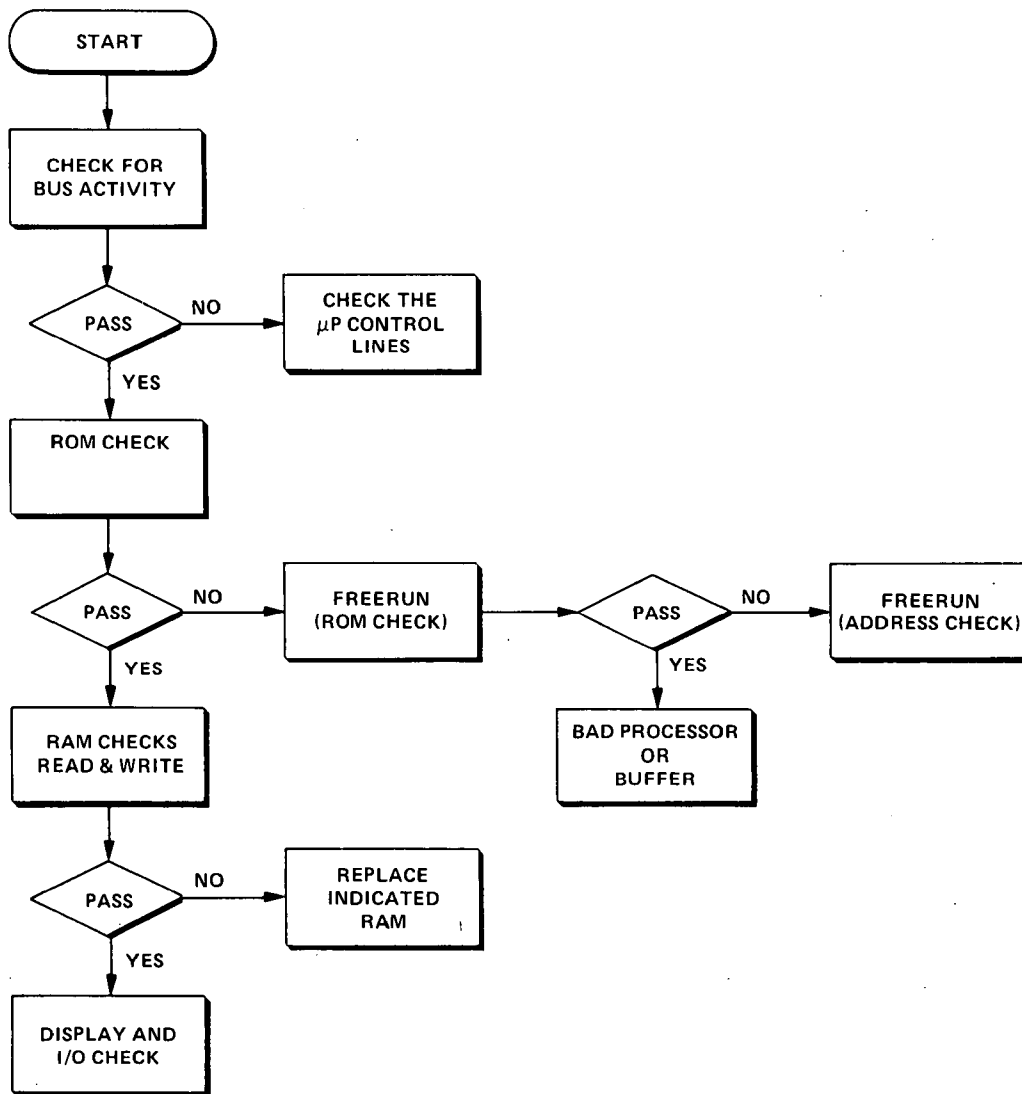 START
CHECK FOR
BUS ACTIVITY
PASS
NO
CHECK THE
μP CONTROL
LINES
YES
ROM CHECK
PASS
NO
FREERUN
(ROM CHECK)
PASS
NO
FREERUN
(ADDRESS CHECK)
YES
YES
RAM CHECKS
READ & WRITE
BAD PROCESSOR
OR
BUFFER
PASS
NO
REPLACE
INDICATED
RAM
YES
DISPLAY AND
I/O CHECK